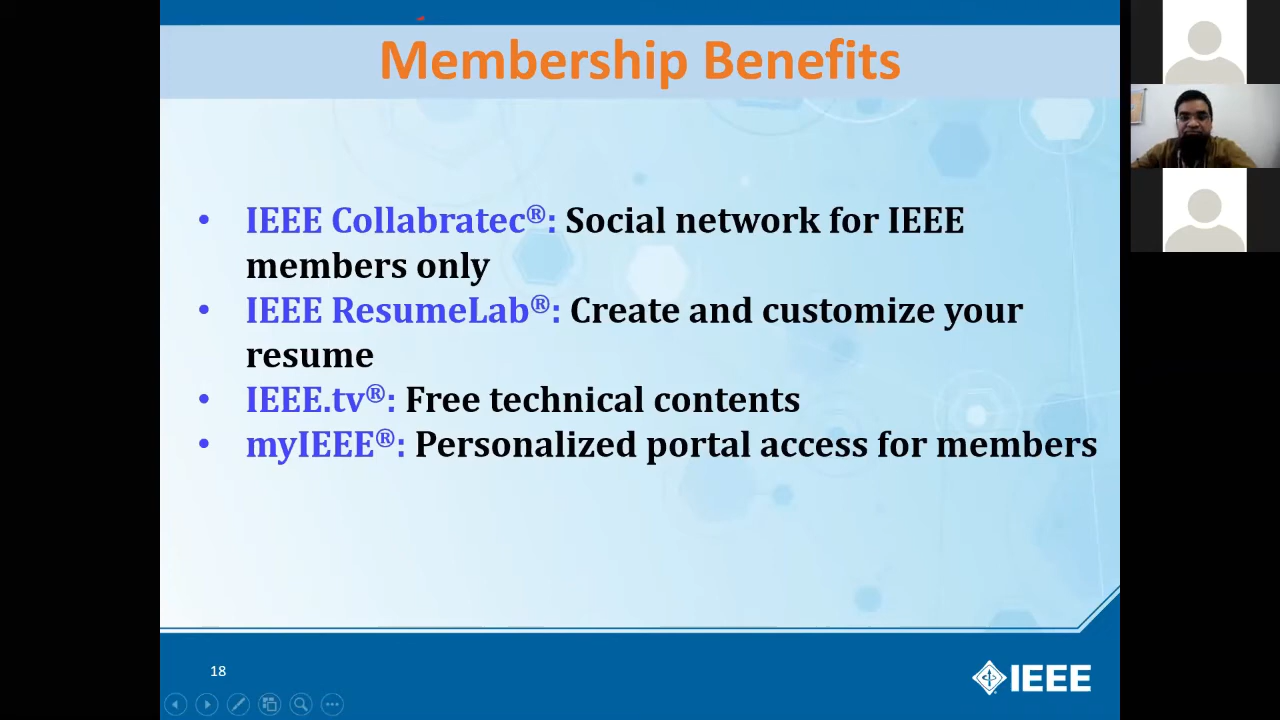 Membership Benefits
• IEEE Collabratec®: Social network for IEEE
members only
• IEEE ResumeLab®: Create and customize your
resume
• IEEE.tv®: Free technical contents
• myIEEE®: Personalized portal access for members
18
IEEE